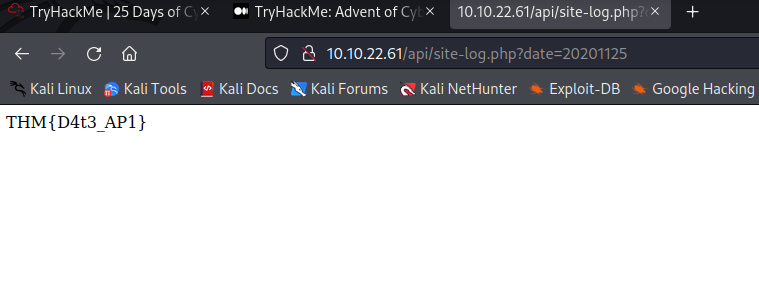 TryHackMe | 25 Days of Cy
TryHackMe: Advent of Cyb
10.10.22.61/api/site-log.php?
10.10.22.61/api/site-log.php?date=20201125
Kali Linux
Kali Tools
Kali Docs
Kali Forums
Kali NetHunter
Exploit-DB
Google Hacking
THM{D4t3_AP1}